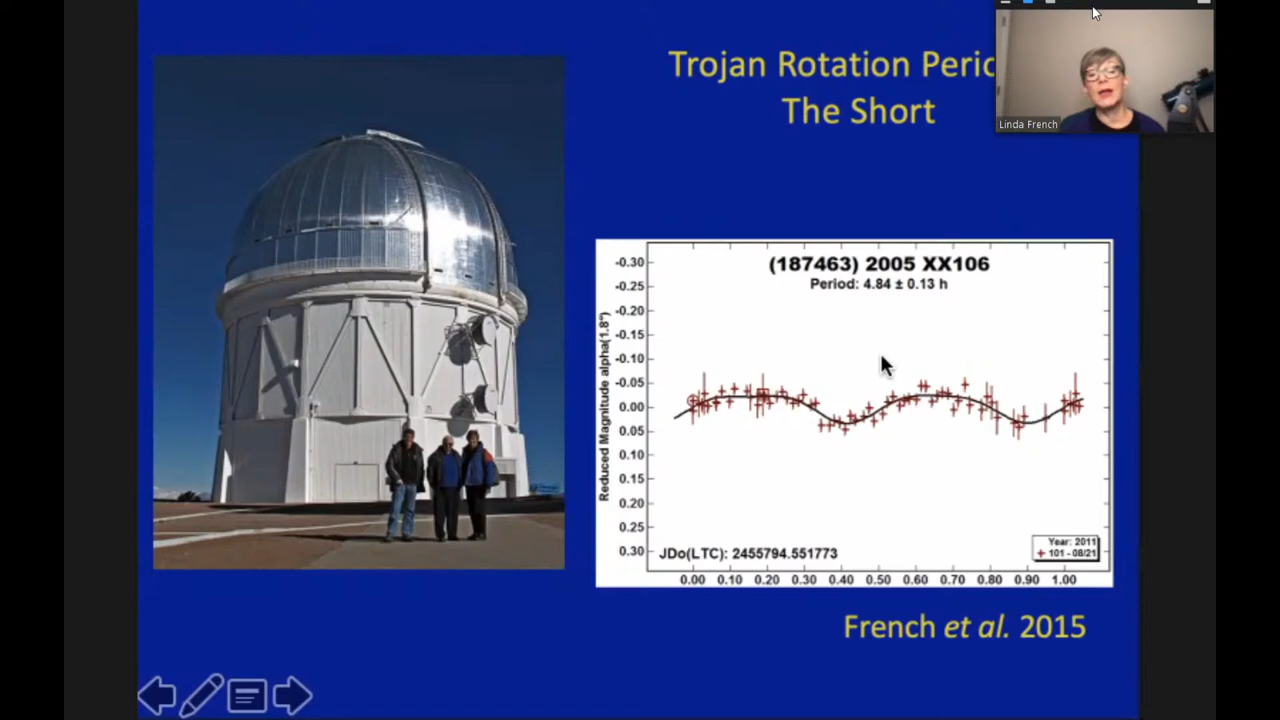 Trojan Rotation Perio
The Short
Linda French
(187463) 2005 XX106
Period: 4.84 ± 0.13 h
Reduced Magnitude alpha(1.8°)
-0.30
-0.25
-0.20
-0.15
-0.10
-0.05
0.00
0.05
0.10
0.15
0.20
0.25
0.30
JDo(LTC): 2455794.551773
Year: 2011
101 - 08/21
0.00 0.10 0.20 0.30 0.40 0.50 0.60 0.70 0.80 0.90 1.00
French et al. 2015